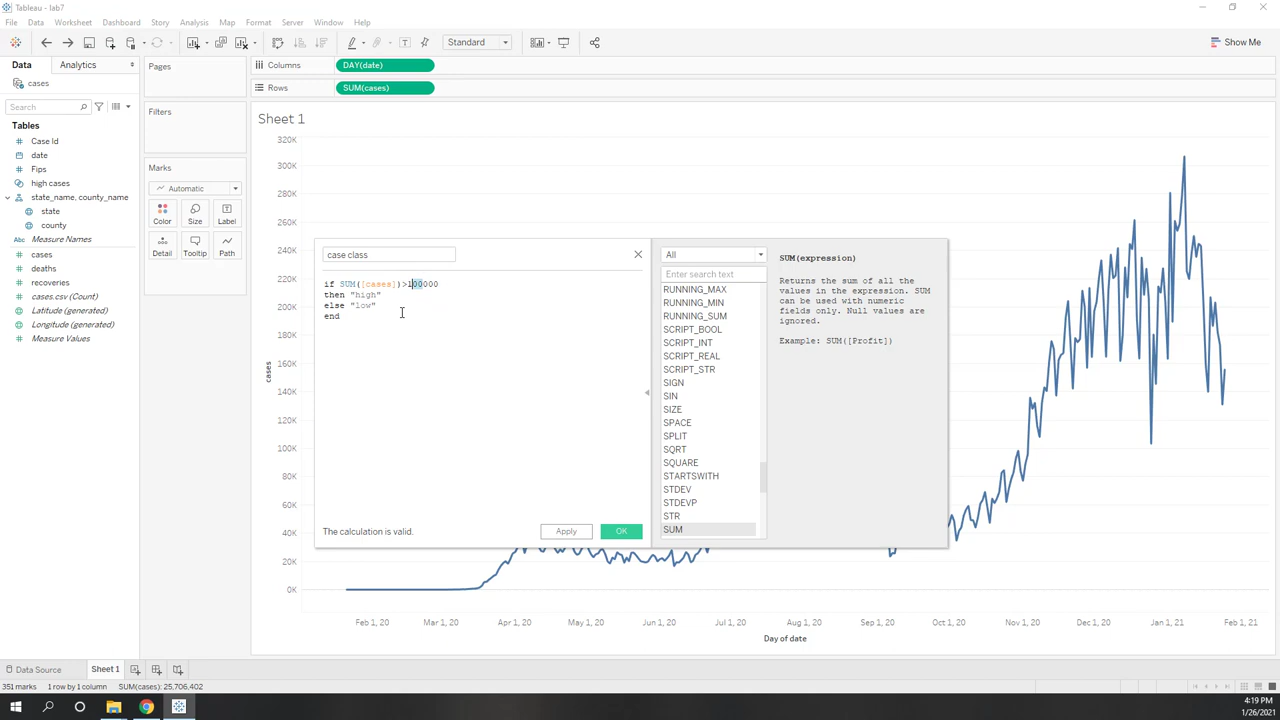 Tableau - lab7
File Data Worksheet Dashboard Story Analysis Map Format Server Window Help
Standard
Show Me
Data Analytics
cases
Search
Tables
Case Id
date
Fips
high cases
state_name, county_name
state
county
Abc Measure Names
cases
deaths
recoveries
cases.csv (Count)
Latitude (generated)
Longitude (generated)
Measure Values
Pages
Filters
Marks
Automatic
Color Size Label
Detail Tooltip Path
Columns DAY(date)
Rows SUM(cases)
Sheet 1
320K
300K
280K
260K
240K
220K
200K
180K
160K
140K
120K
100K
80K
60K
40K
20K
0K
cases
Feb 1, 20 Mar 1, 20 Apr 1, 20 May 1, 20 Jun 1, 20 Jul 1, 20 Aug 1, 20 Sep 1, 20 Oct 1, 20 Nov 1, 20 Dec 1, 20 Jan 1, 21 Feb 1, 21
Day of date
case class
if SUM([cases])>100000
then "high"
else "low"
end
The calculation is valid.
Apply OK
All
Enter search text
RUNNING_MAX
RUNNING_MIN
RUNNING_SUM
SCRIPT_BOOL
SCRIPT_INT
SCRIPT_REAL
SCRIPT_STR
SIGN
SIN
SIZE
SPACE
SPLIT
SQRT
SQUARE
STARTSWITH
STDEV
STDEVP
STR
SUM
SUM(expression)
Returns the sum of all the
values in the expression. SUM
can be used with numeric
fields only. Null values are
ignored.
Example: SUM([Profit])
Data Source Sheet 1
351 marks 1 row by 1 column SUM(cases): 25,706,402
4:19 PM
1/26/2021